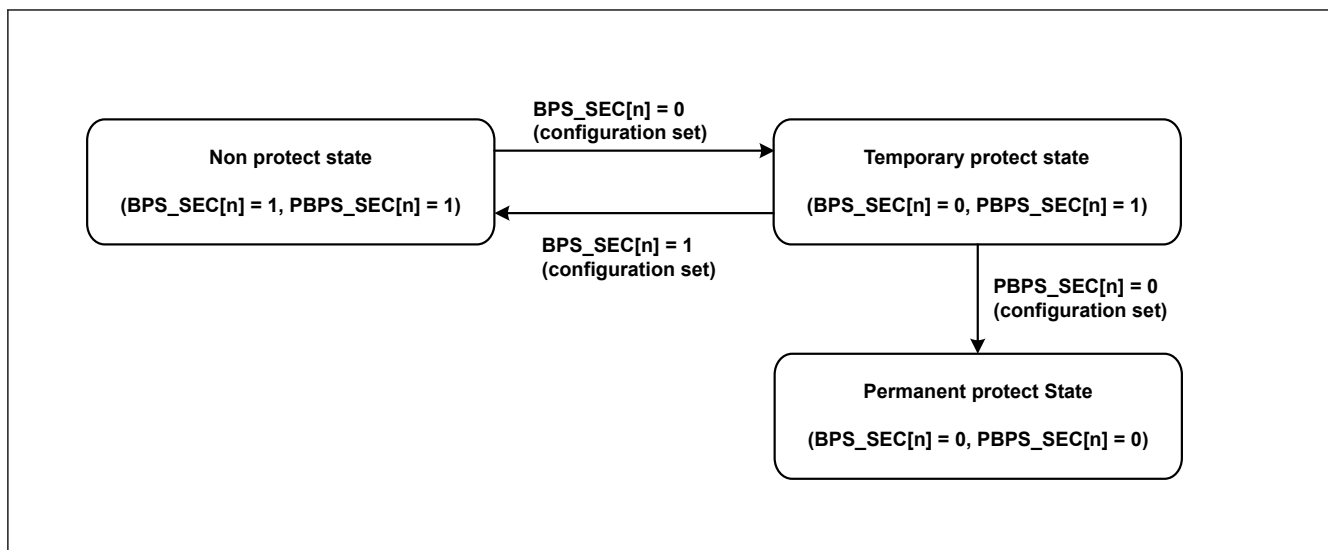 BPS_SEC[n] = 0
(configuration set)
Non protect state
(BPS_SEC[n] = 1, PBPS_SEC[n] = 1)
Temporary protect state
(BPS_SEC[n] = 0, PBPS_SEC[n] = 1)
BPS_SEC[n] = 1
(configuration set)
PBPS_SEC[n] = 0
(configuration set)
Permanent protect State
(BPS_SEC[n] = 0, PBPS_SEC[n] = 0)